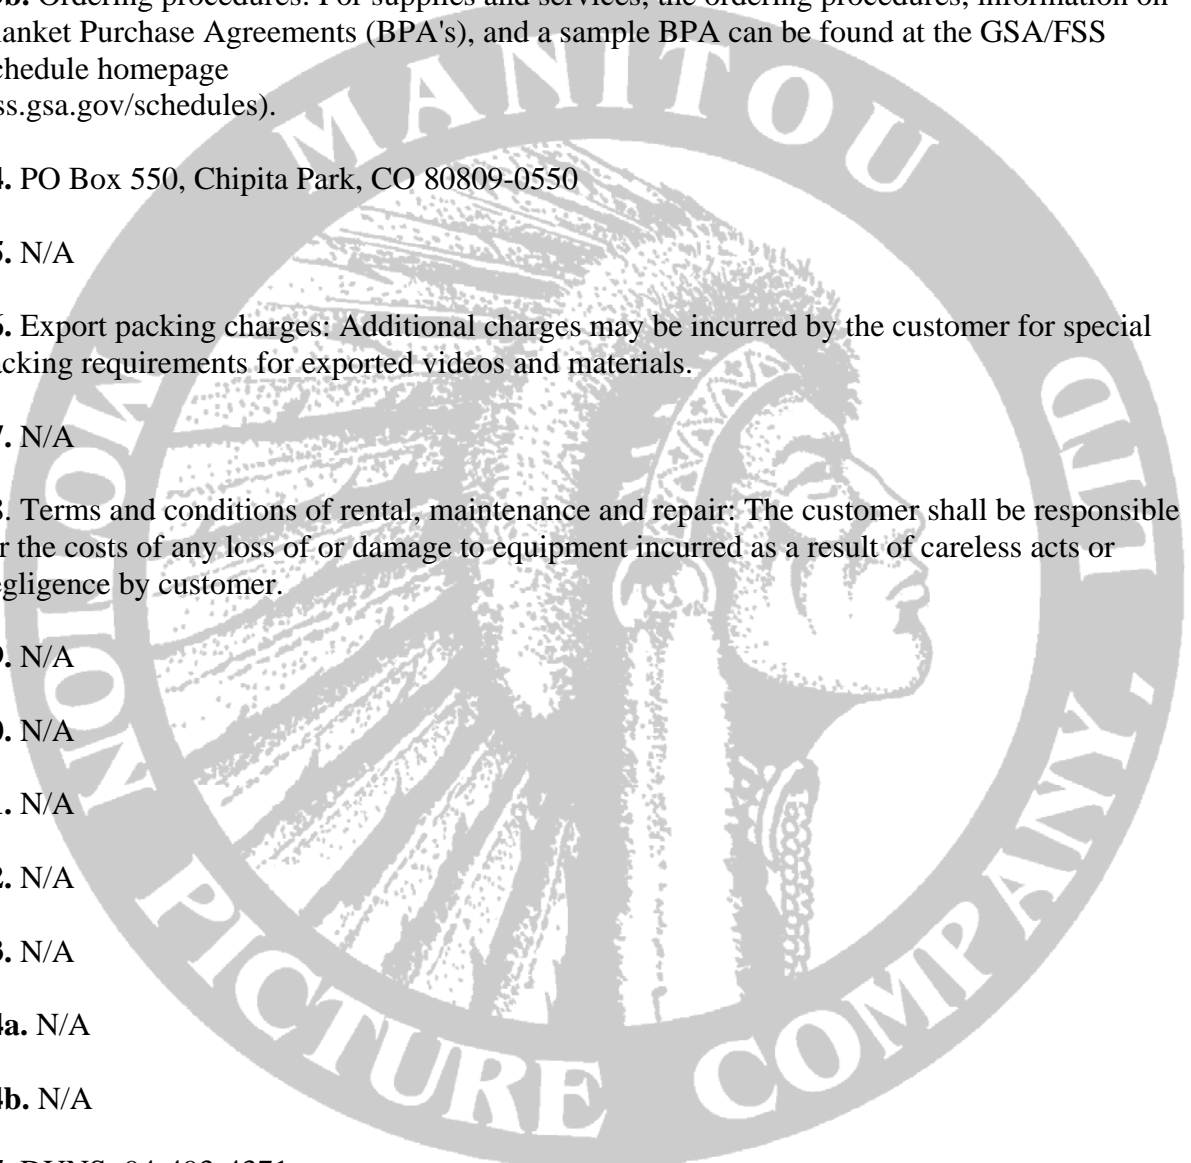 b. Ordering procedures: For supplies and services, the ordering procedures, information on
lanket Purchase Agreements (BPA's), and a sample BPA can be found at the GSA/FSS
chedule homepage
ss.gsa.gov/schedules).
4. PO Box 550, Chipita Park, CO 80809-0550
5. N/A
6. Export packing charges: Additional charges may be incurred by the customer for special
acking requirements for exported videos and materials.
7. N/A
8. Terms and conditions of rental, maintenance and repair: The customer shall be responsible
r the costs of any loss of or damage to equipment incurred as a result of careless acts or
egligence by customer.
9. N/A
0. N/A
1. N/A
2. N/A
3. N/A
4a. N/A
4b. N/A
MANITOU
MOTION PICTURE COMPANY, LTD